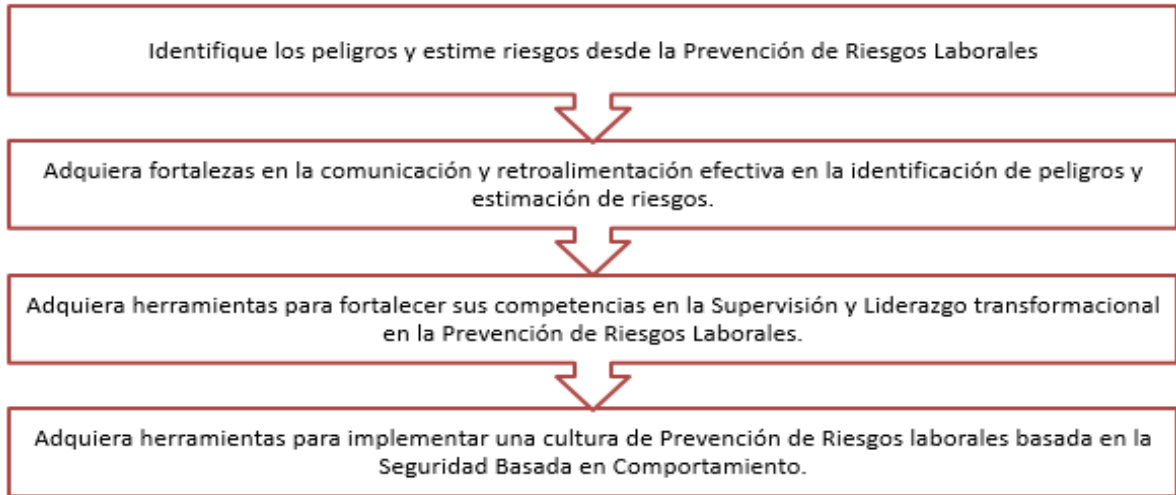 Identifique los peligros y estime riesgos desde la Prevención de Riesgos Laborales
Adquiera fortalezas en la comunicación y retroalimentación efectiva en la identificación de peligros y
estimación de riesgos.
Adquiera herramientas para fortalecer sus competencias en la Supervisión y Liderazgo transformacional
en la Prevención de Riesgos Laborales.
Adquiera herramientas para implementar una cultura de Prevención de Riesgos laborales basada en la
Seguridad Basada en Comportamiento.